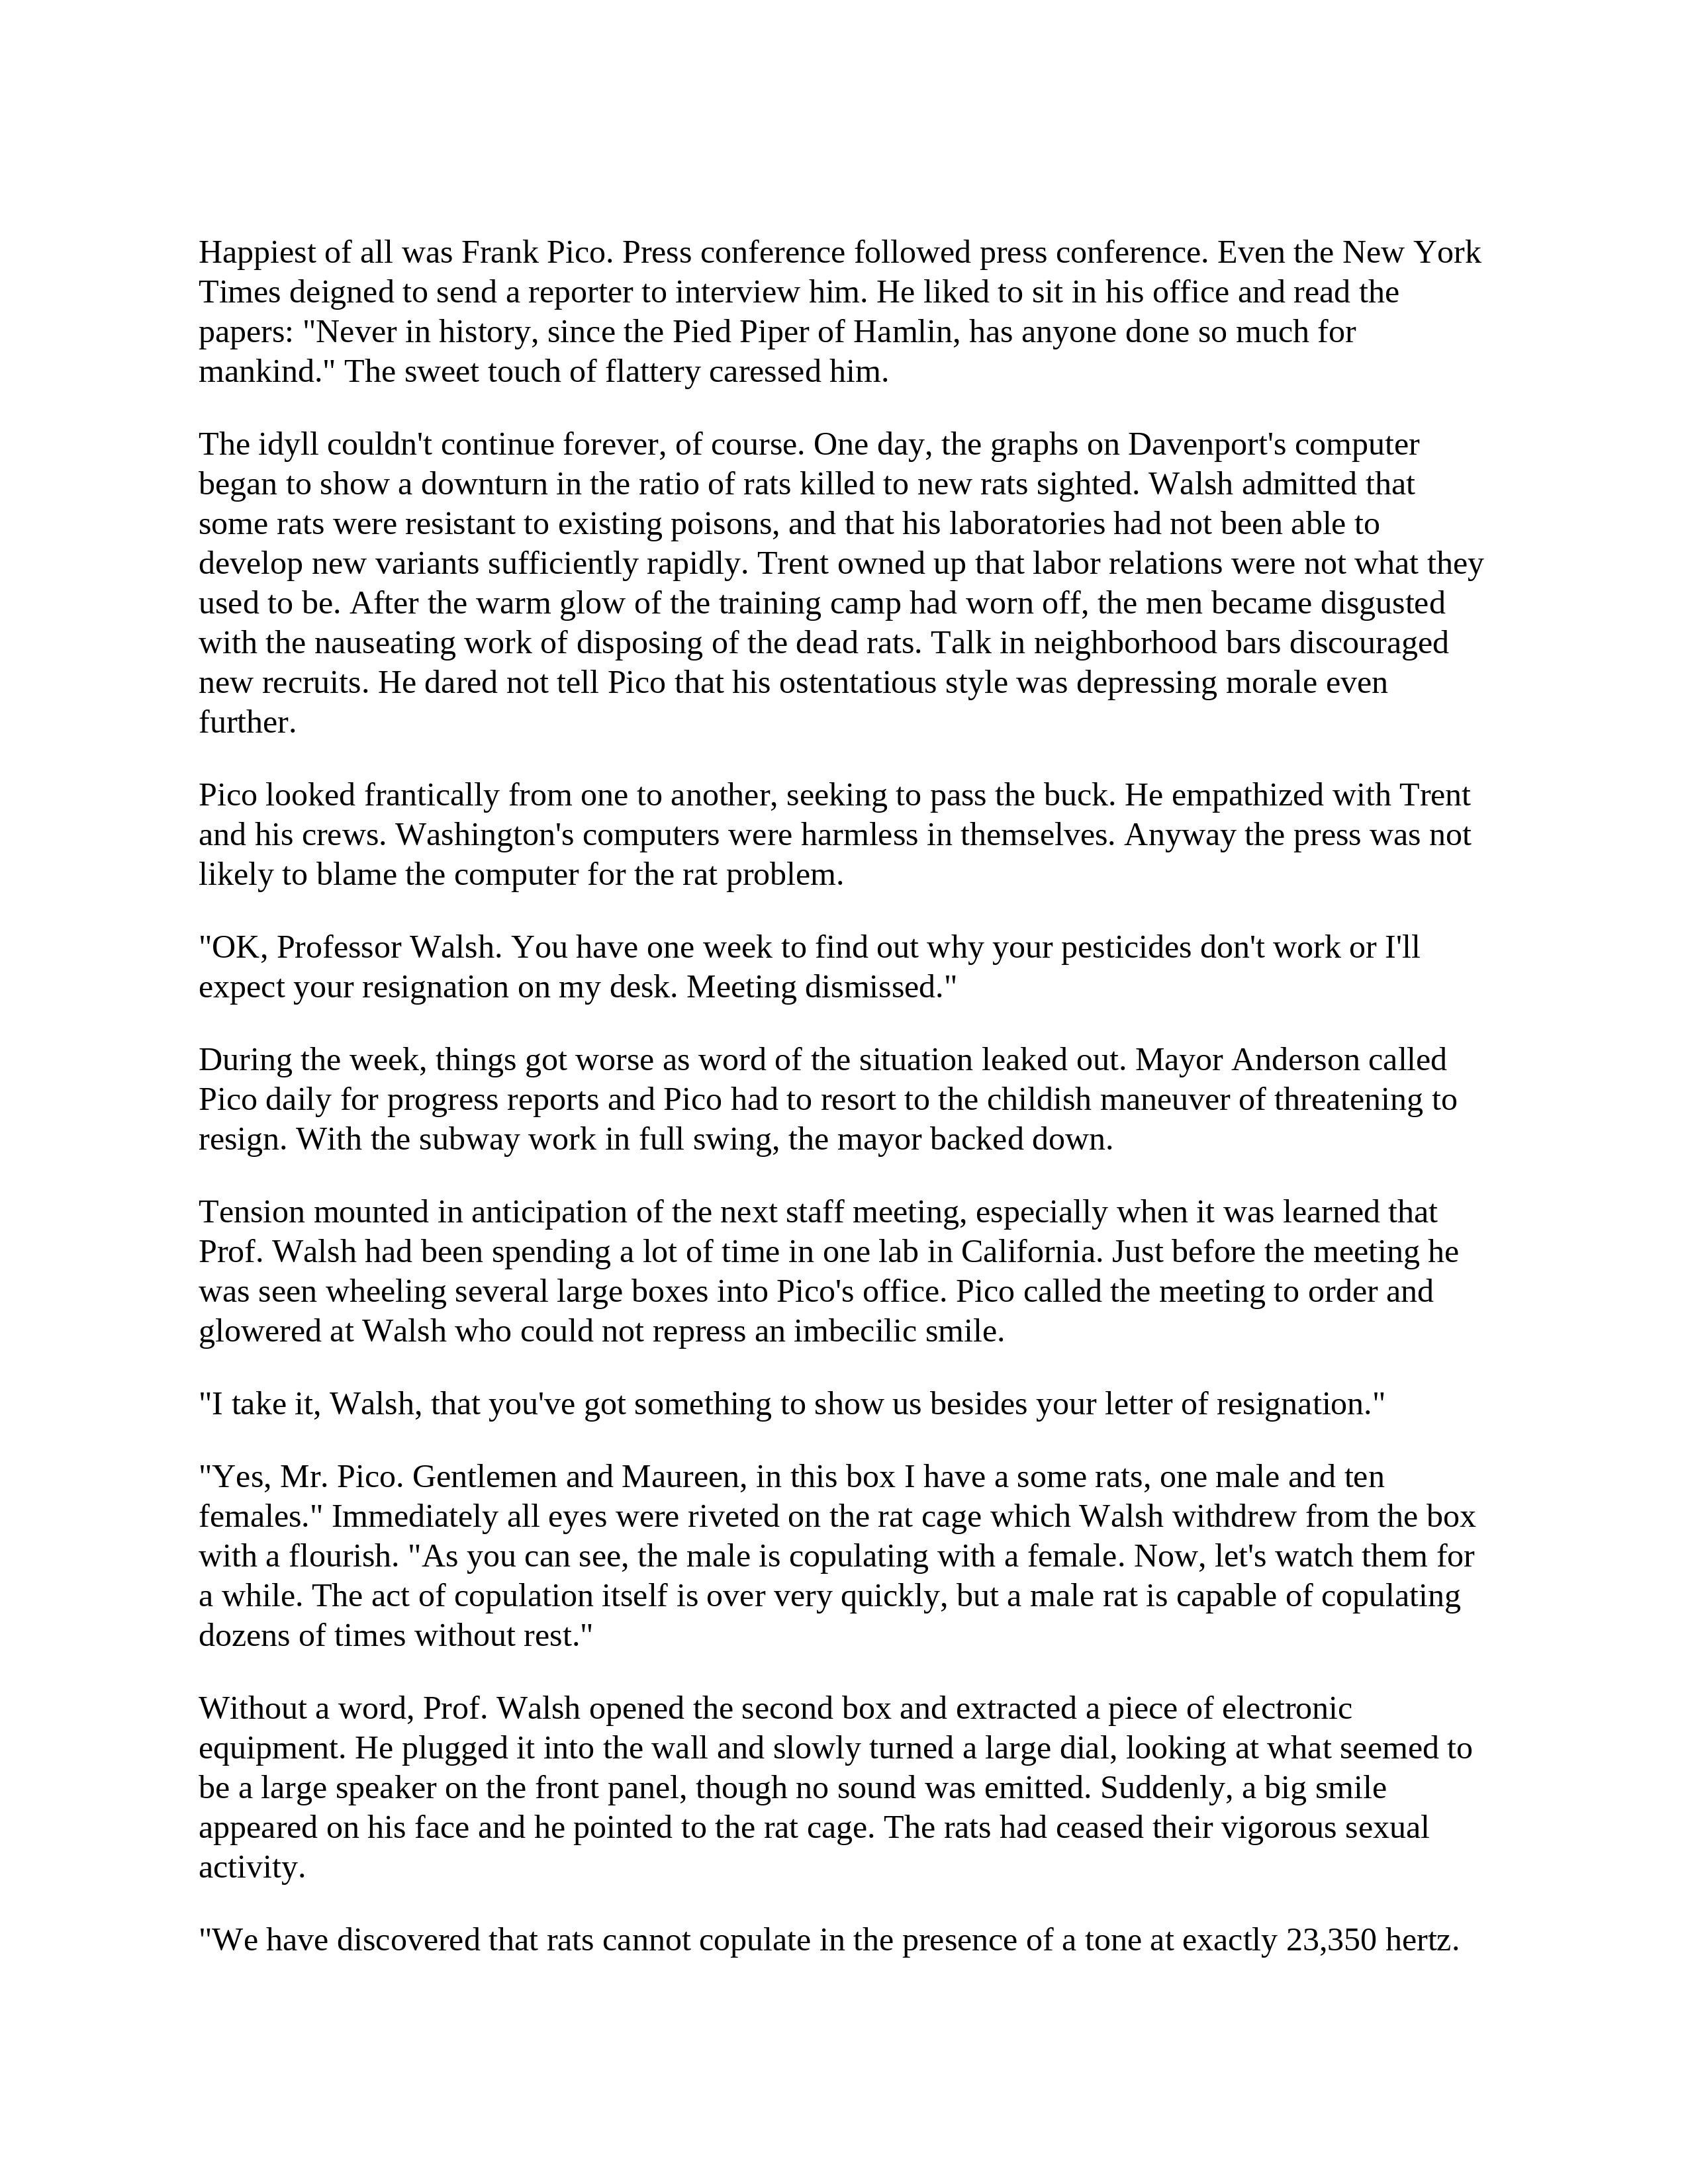 Happiest of all was Frank Pico. Press conference followed press conference. Even the New York
Times deigned to send a reporter to interview him. He liked to sit in his office and read the
papers: "Never in history, since the Pied Piper of Hamlin, has anyone done so much for
mankind." The sweet touch of flattery caressed him.
The idyll couldn't continue forever, of course. One day, the graphs on Davenport's computer
began to show a downturn in the ratio of rats killed to new rats sighted. Walsh admitted that
some rats were resistant to existing poisons, and that his laboratories had not been able to
develop new variants sufficiently rapidly. Trent owned up that labor relations were not what they
used to be. After the warm glow of the training camp had worn off, the men became disgusted
with the nauseating work of disposing of the dead rats. Talk in neighborhood bars discouraged
new recruits. He dared not tell Pico that his ostentatious style was depressing morale even
further.
Pico looked frantically from one to another, seeking to pass the buck. He empathized with Trent
and his crews. Washington's computers were harmless in themselves. Anyway the press was not
likely to blame the computer for the rat problem.
"OK, Professor Walsh. You have one week to find out why your pesticides don't work or I'll
expect your resignation on my desk. Meeting dismissed."
During the week, things got worse as word of the situation leaked out. Mayor Anderson called
Pico daily for progress reports and Pico had to resort to the childish maneuver of threatening to
resign. With the subway work in full swing, the mayor backed down.
Tension mounted in anticipation of the next staff meeting, especially when it was learned that
Prof. Walsh had been spending a lot of time in one lab in California. Just before the meeting he
was seen wheeling several large boxes into Pico's office. Pico called the meeting to order and
glowered at Walsh who could not repress an imbecilic smile.
"I take it, Walsh, that you've got something to show us besides your letter of resignation."
"Yes, Mr. Pico. Gentlemen and Maureen, in this box I have a some rats, one male and ten
females." Immediately all eyes were riveted on the rat cage which Walsh withdrew from the box
with a flourish. "As you can see, the male is copulating with a female. Now, let's watch them for
a while. The act of copulation itself is over very quickly, but a male rat is capable of copulating
dozens of times without rest."
Without a word, Prof. Walsh opened the second box and extracted a piece of electronic
equipment. He plugged it into the wall and slowly turned a large dial, looking at what seemed to
be a large speaker on the front panel, though no sound was emitted. Suddenly, a big smile
appeared on his face and he pointed to the rat cage. The rats had ceased their vigorous sexual
activity.
"We have discovered that rats cannot copulate in the presence of a tone at exactly 23,350 hertz.